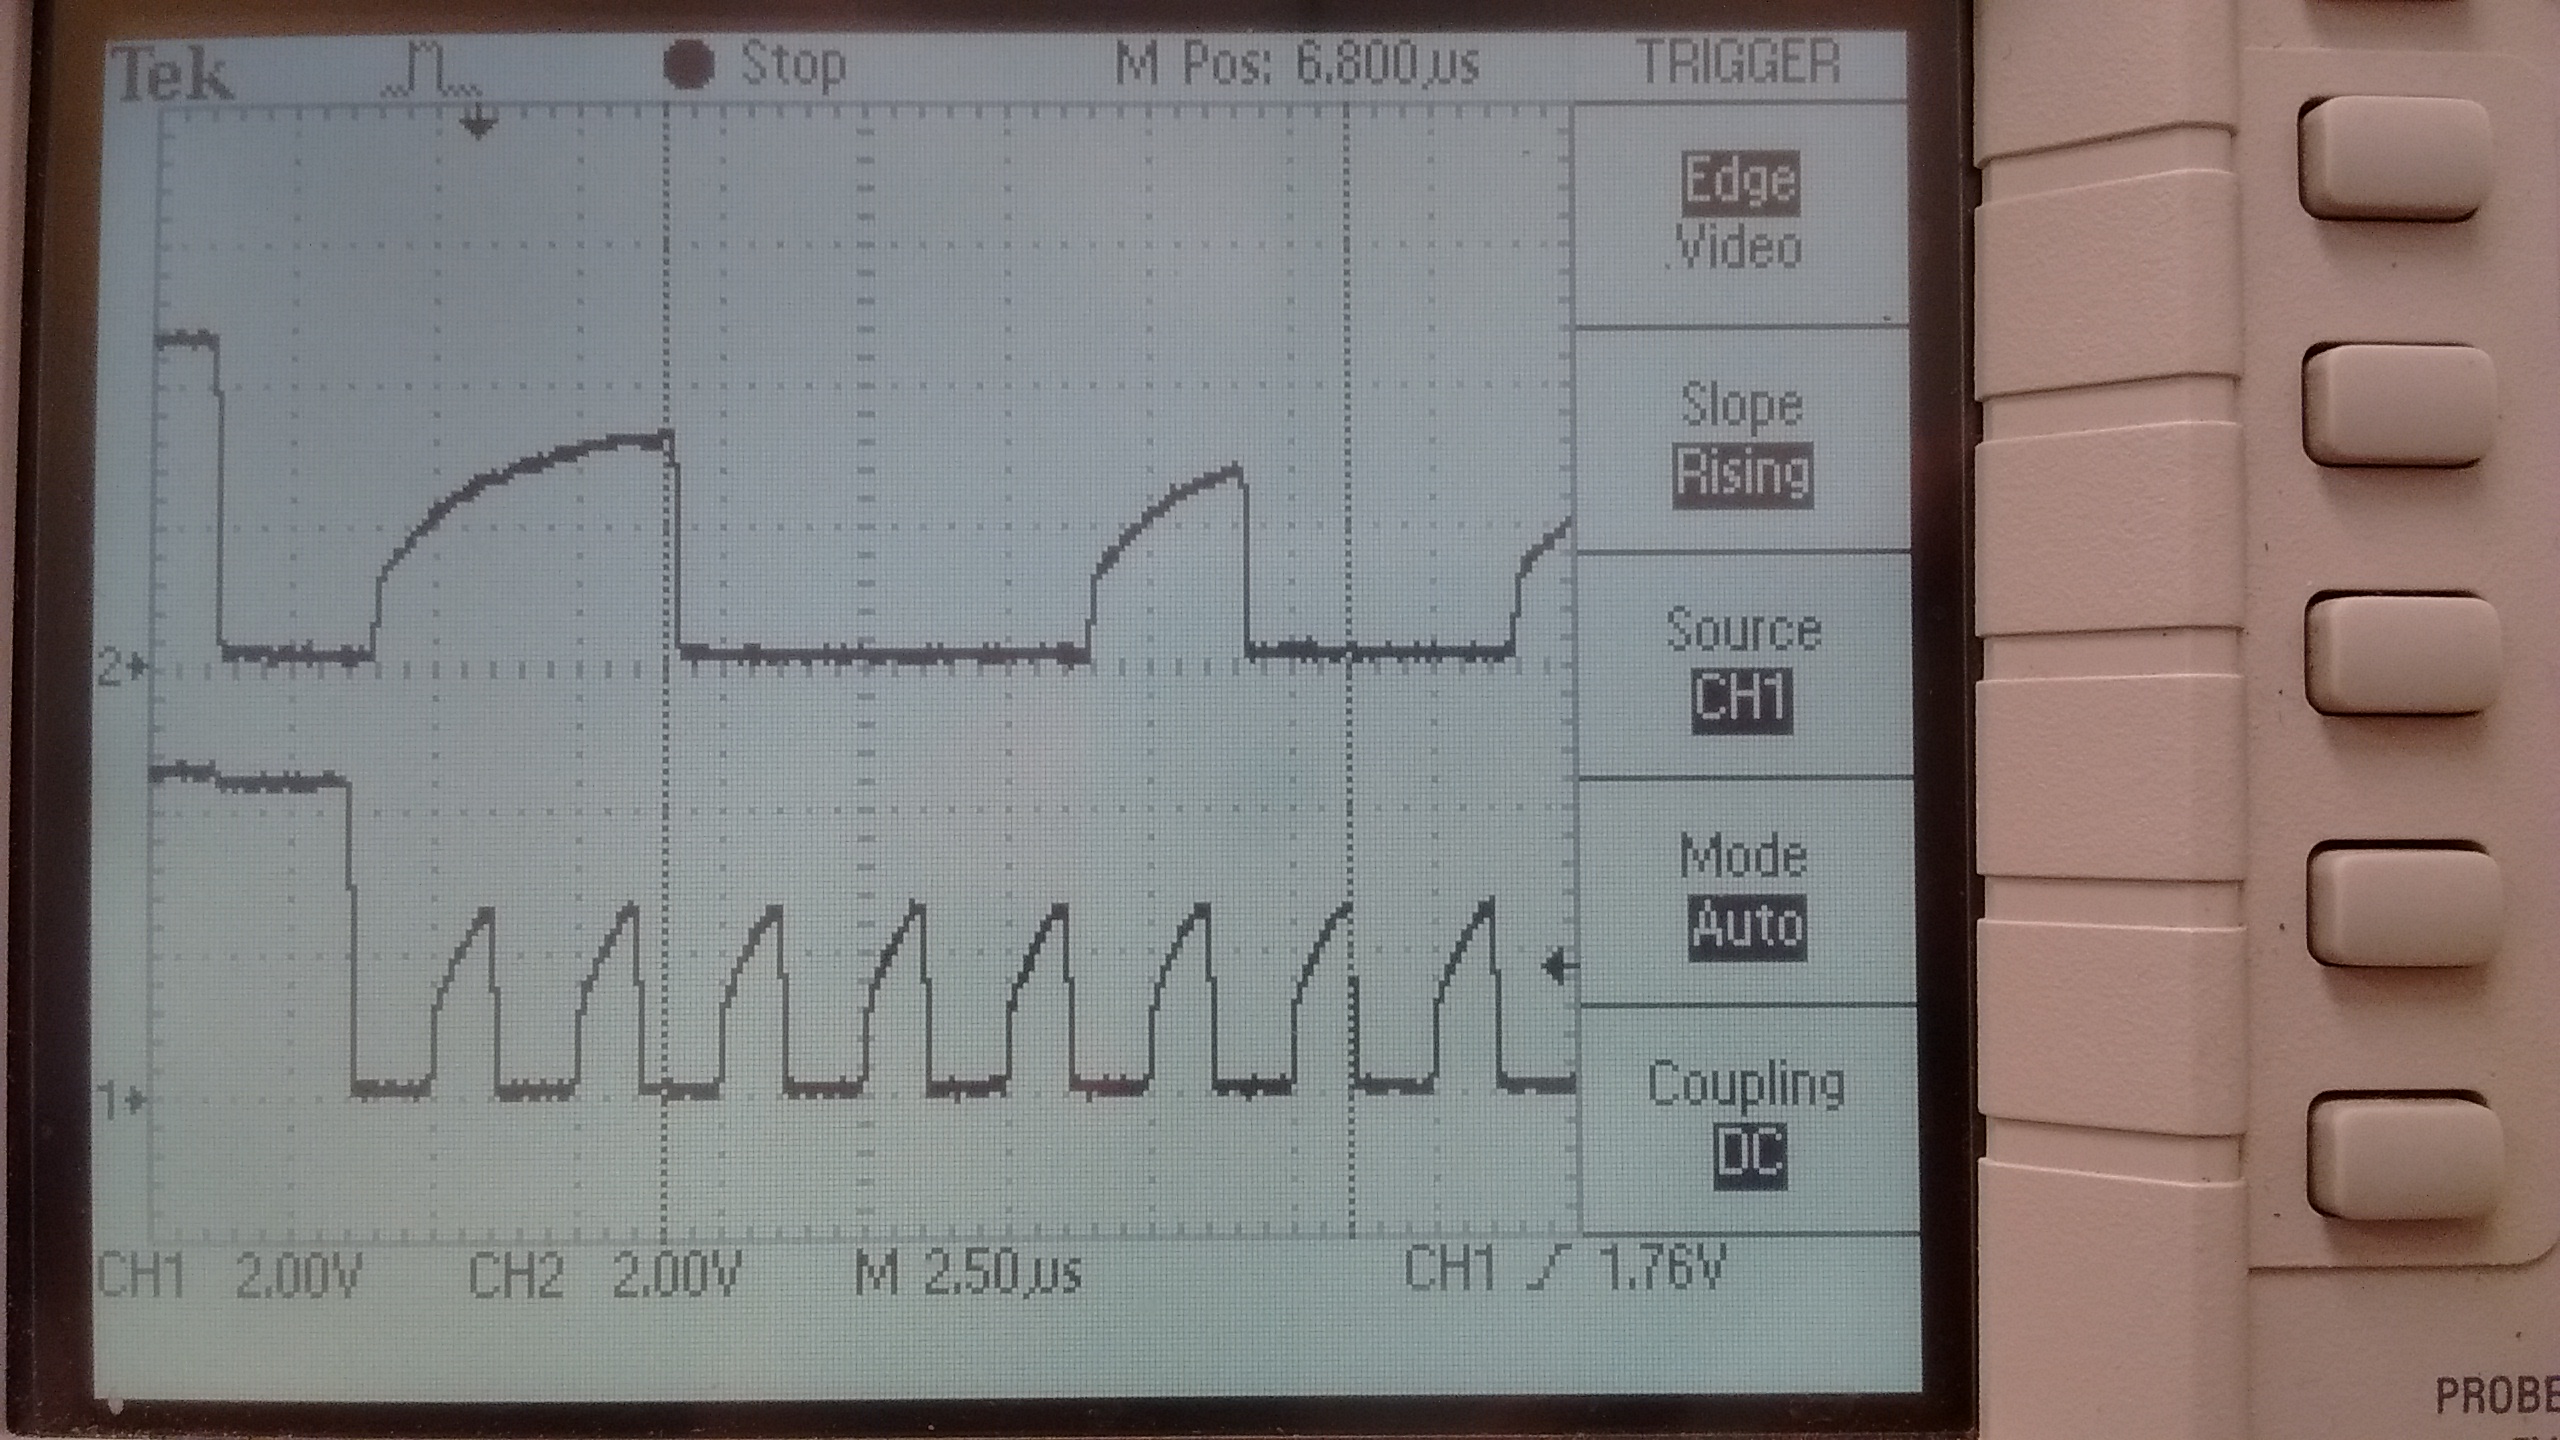 Tek Stop M Pos: 6.800µs TRIGGER
Edge
Video
Slope
Rising
Source
CH1
Mode
Auto
Coupling
DC
2
1
CH1 2.00V CH2 2.00V M 2.50µs CH1 1.76V
PROBE